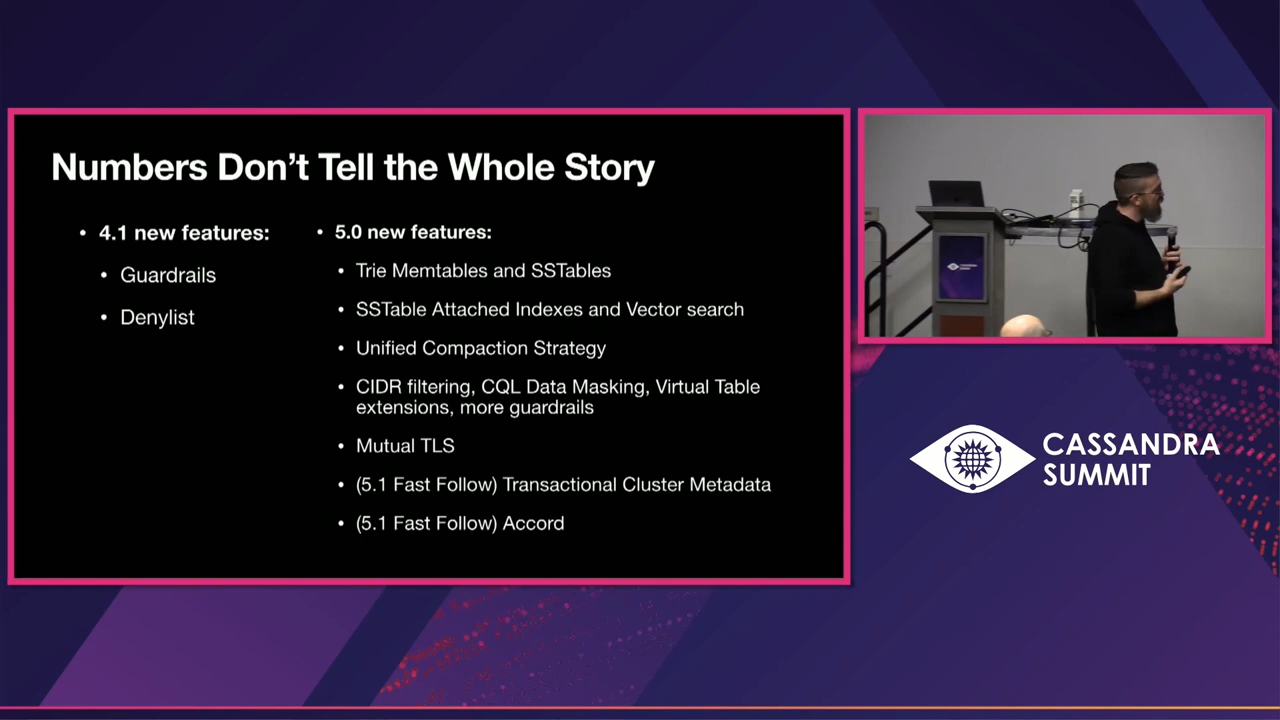 Numbers Don't Tell the Whole Story
• 4.1 new features:
• Guardrails
• Denylist
• 5.0 new features:
• Trie Memtables and SSTables
• SSTable Attached Indexes and Vector search
• Unified Compaction Strategy
• CIDR filtering, CQL Data Masking, Virtual Table
extensions, more guardrails
• Mutual TLS
• (5.1 Fast Follow) Transactional Cluster Metadata
• (5.1 Fast Follow) Accord
CASSANDRA
SUMMIT
CASSANDRA
SUMMIT